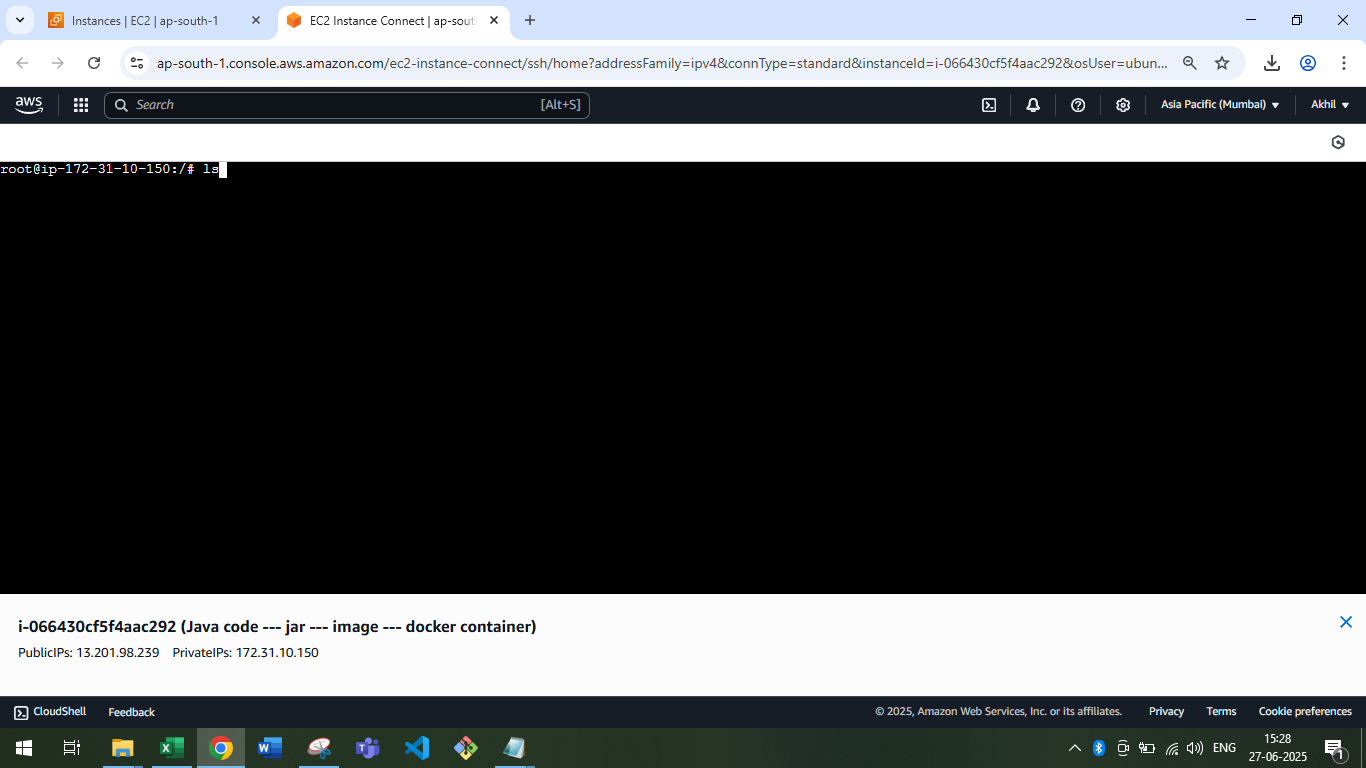 Instances | EC2 | ap-south-1
EC2 Instance Connect | ap-sout
ap-south-1.console.aws.amazon.com/ec2-instance-connect/ssh/home?addressFamily=ipv4&connType=standard&instanceId=i-066430cf5f4aac292&osUser=ubun...
aws
Search
[Alt+S]
Asia Pacific (Mumbai)
Akhil
root@ip-172-31-10-150:/# ls
i-066430cf5f4aac292 (Java code --- jar --- image --- docker container)
PublicIPs: 13.201.98.239 PrivateIPs: 172.31.10.150
CloudShell
Feedback
© 2025, Amazon Web Services, Inc. or its affiliates.
Privacy
Terms
Cookie preferences
ENG
15:28
27-06-2025
1